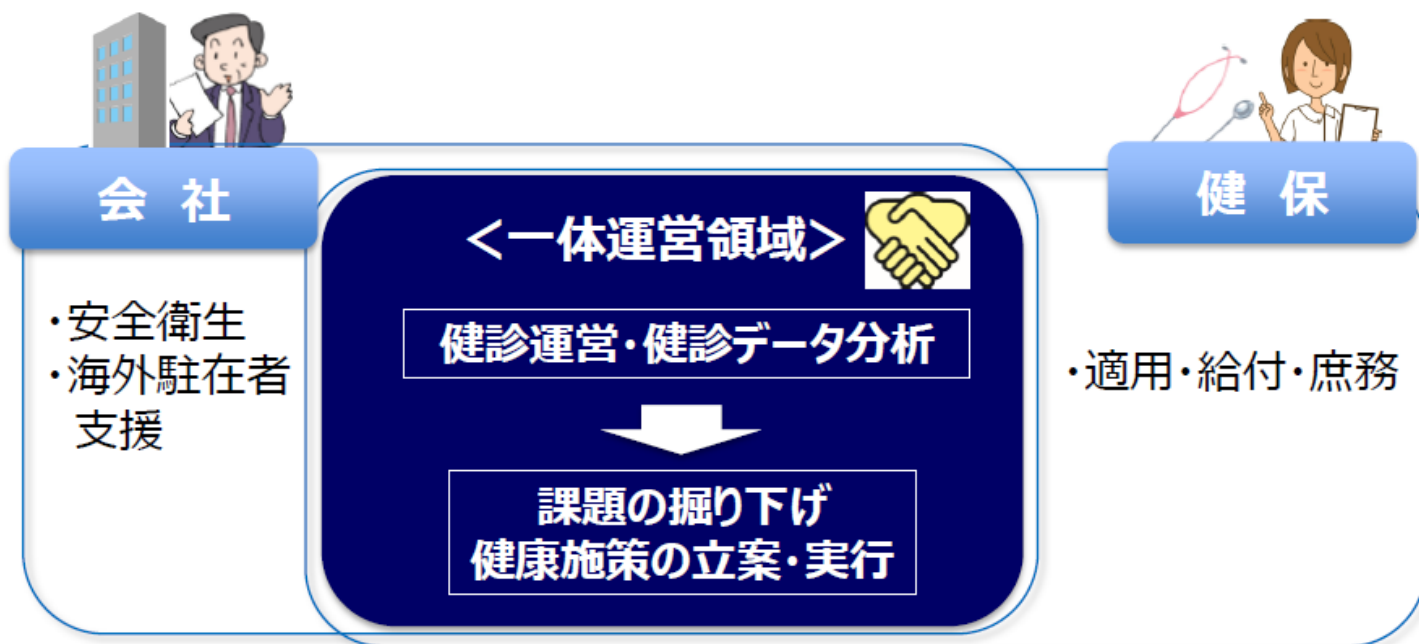 会 社
健 保
・安全衛生
・海外駐在者
支援
＜一体運営領域＞
健診運営・健診データ分析
課題の掘り下げ
健康施策の立案・実行
・適用・給付・庶務